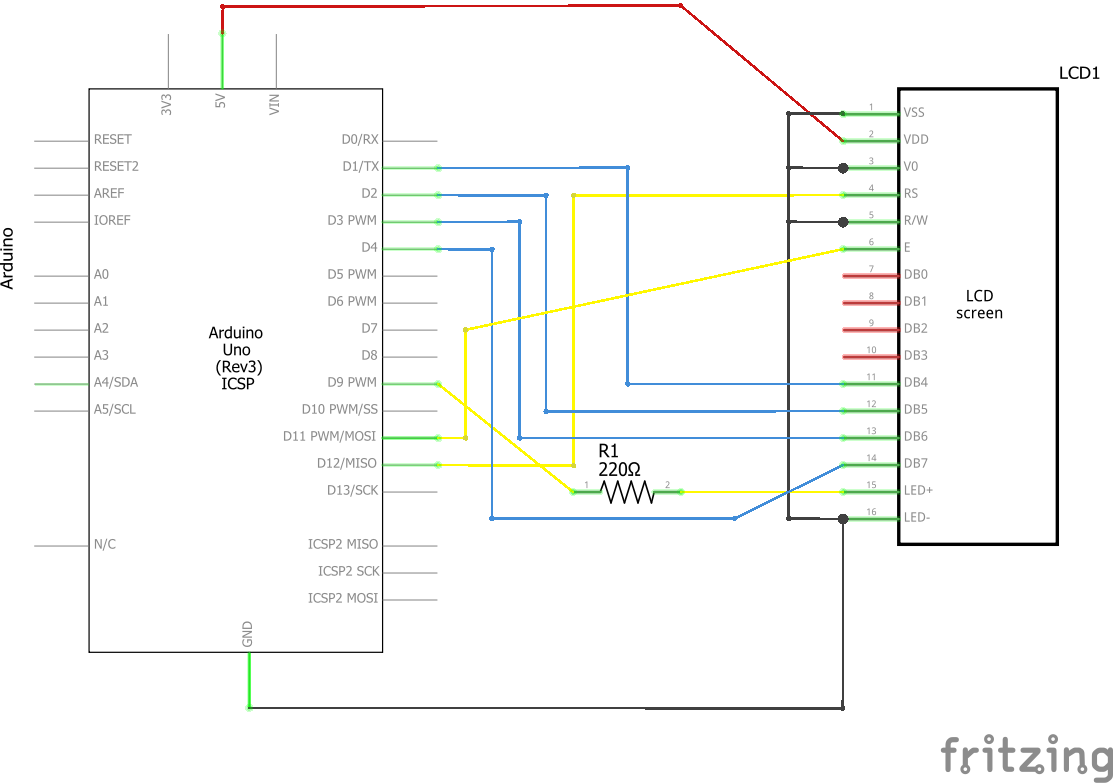 LCD1
3V3
5V
VIN
Arduino
RESET
RESET2
AREF
IOREF
A0
A1
A2
A3
A4/SDA
A5/SCL
N/C
Arduino
Uno
(Rev3)
ICSP
D0/RX
D1/TX
D2
D3 PWM
D4
D5 PWM
D6 PWM
D7
D8
D9 PWM
D10 PWM/SS
D11 PWM/MOSI
D12/MISO
D13/SCK
ICSP2 MISO
ICSP2 SCK
ICSP2 MOSI
GND
R1
220Ω
1
2
1 VSS
2 VDD
3 V0
4 RS
5 R/W
6 E
7 DB0
8 DB1
9 DB2
10 DB3
11 DB4
12 DB5
13 DB6
14 DB7
15 LED+
16 LED-
LCD
screen
fritzing